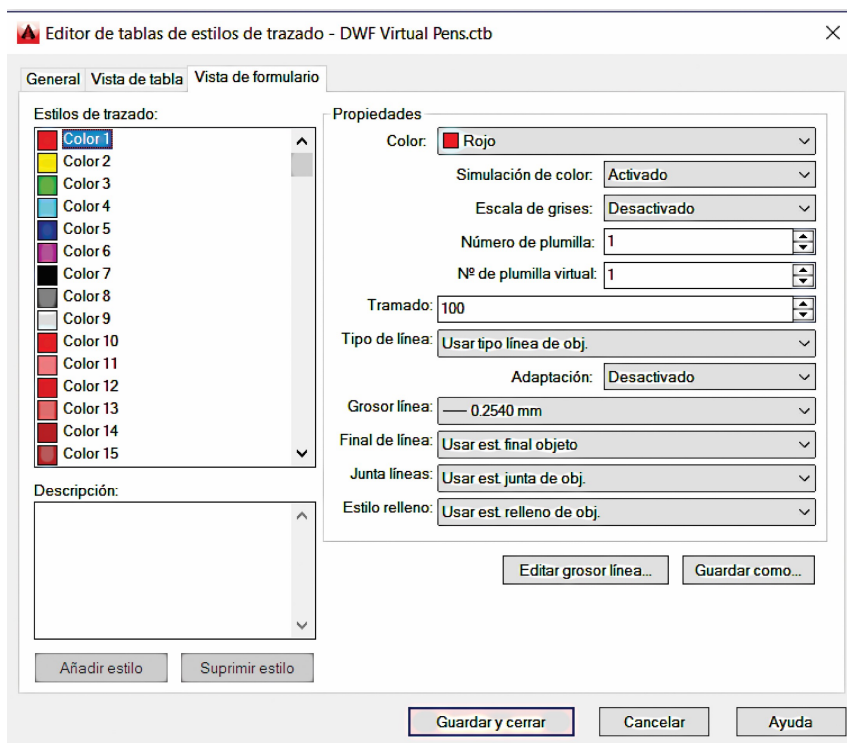 Editor de tablas de estilos de trazado - DWF Virtual Pens.ctb
General Vista de tabla Vista de formulario
Estilos de trazado:
Color 1
Color 2
Color 3
Color 4
Color 5
Color 6
Color 7
Color 8
Color 9
Color 10
Color 11
Color 12
Color 13
Color 14
Color 15
Descripción:
Añadir estilo Suprimir estilo
Propiedades
Color: Rojo
Simulación de color: Activado
Escala de grises: Desactivado
Número de plumilla: 1
Nº de plumilla virtual: 1
Tramado: 100
Tipo de línea: Usar tipo línea de obj.
Adaptación: Desactivado
Grosor línea: 0.2540 mm
Final de línea: Usar est. final objeto
Junta líneas: Usar est. junta de obj.
Estilo relleno: Usar est. relleno de obj.
Editar grosor línea... Guardar como...
Guardar y cerrar Cancelar Ayuda